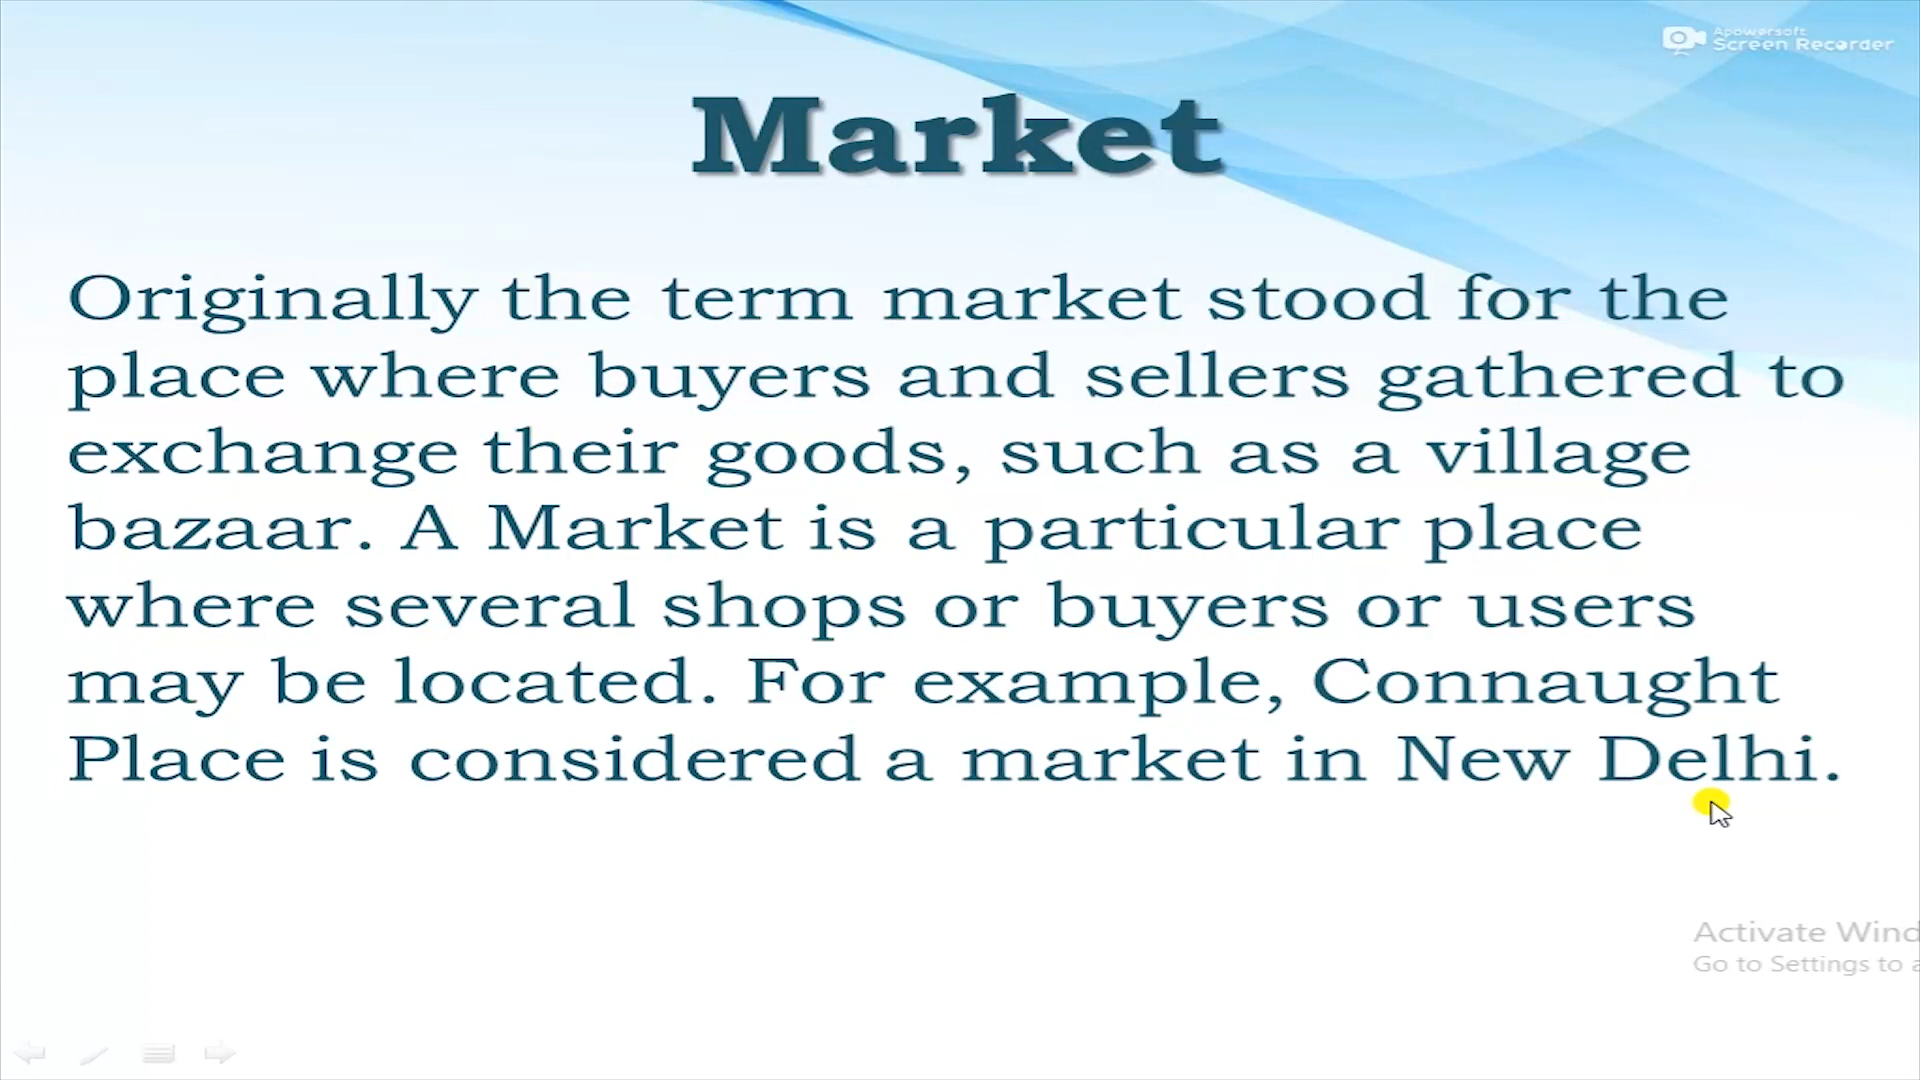 Apowersoft
Screen Recorder
Market
Originally the term market stood for the
place where buyers and sellers gathered to
exchange their goods, such as a village
bazaar. A Market is a particular place
where several shops or buyers or users
may be located. For example, Connaught
Place is considered a market in New Delhi.
Activate Wind
Go to Settings to a